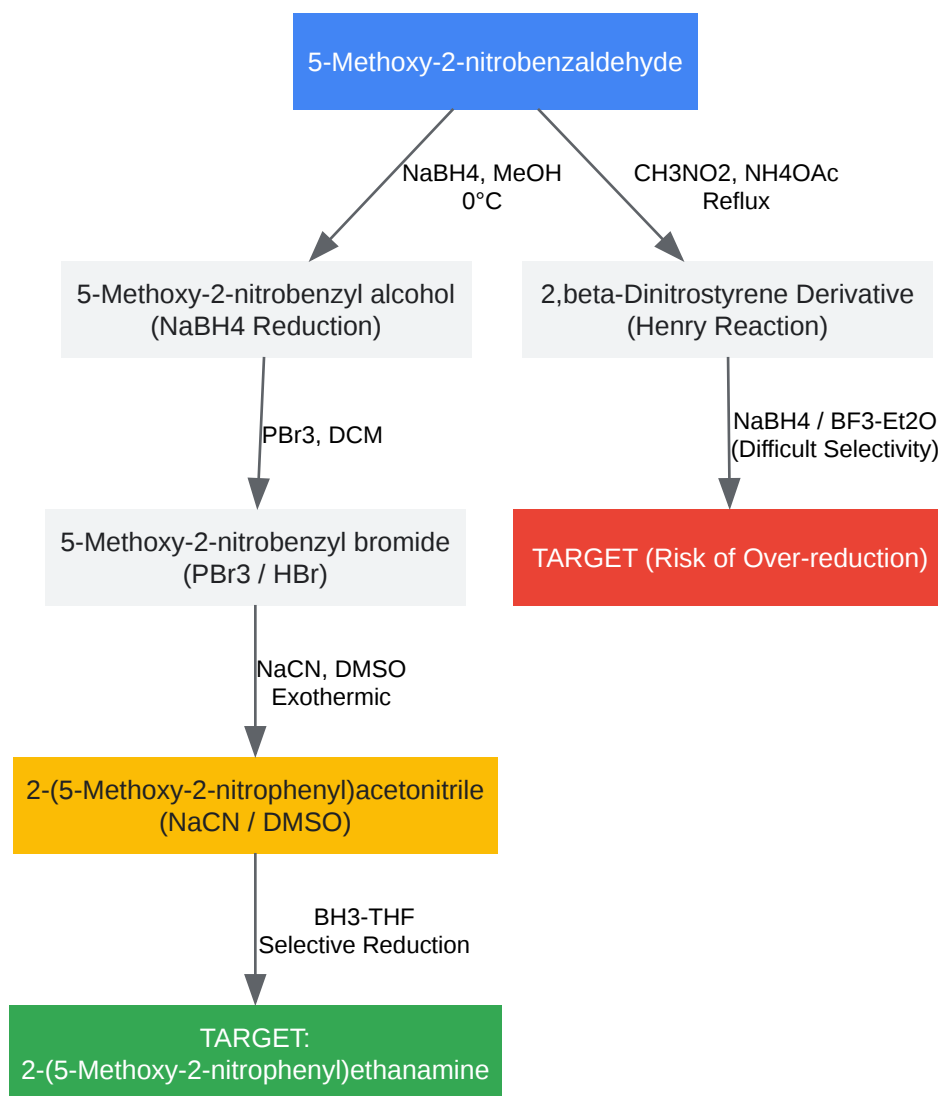 5-Methoxy-2-nitrobenzaldehyde
NaBH4, MeOH
0°C
CH3NO2, NH4OAc
Reflux
5-Methoxy-2-nitrobenzyl alcohol
(NaBH4 Reduction)
2,beta-Dinitrostyrene Derivative
(Henry Reaction)
PBr3, DCM
NaBH4 / BF3-Et2O
(Difficult Selectivity)
5-Methoxy-2-nitrobenzyl bromide
(PBr3 / HBr)
TARGET (Risk of Over-reduction)
NaCN, DMSO
Exothermic
2-(5-Methoxy-2-nitrophenyl)acetonitrile
(NaCN / DMSO)
BH3-THF
Selective Reduction
TARGET:
2-(5-Methoxy-2-nitrophenyl)ethanamine